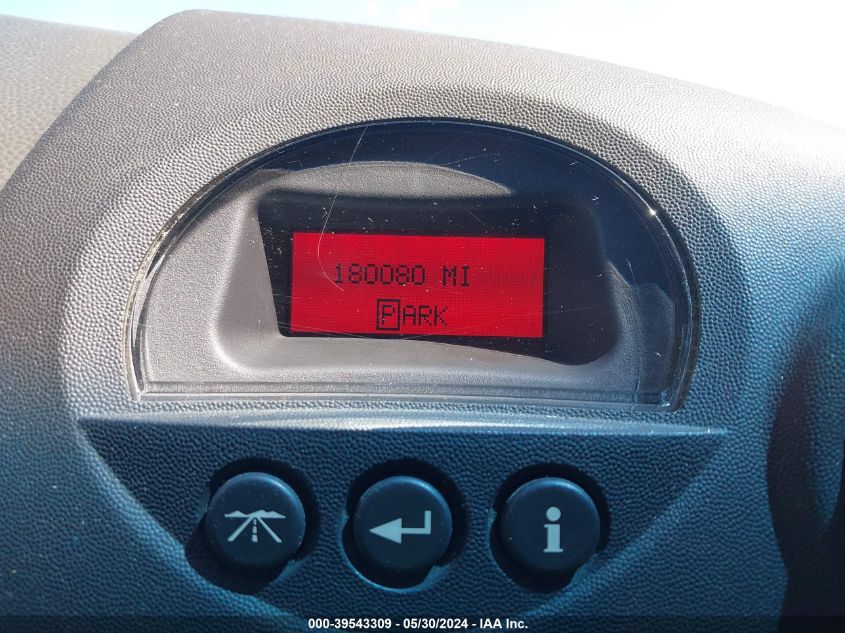 180080 MI
PARK
i
000-39543309 / 05/30/2024 - IAA Inc.